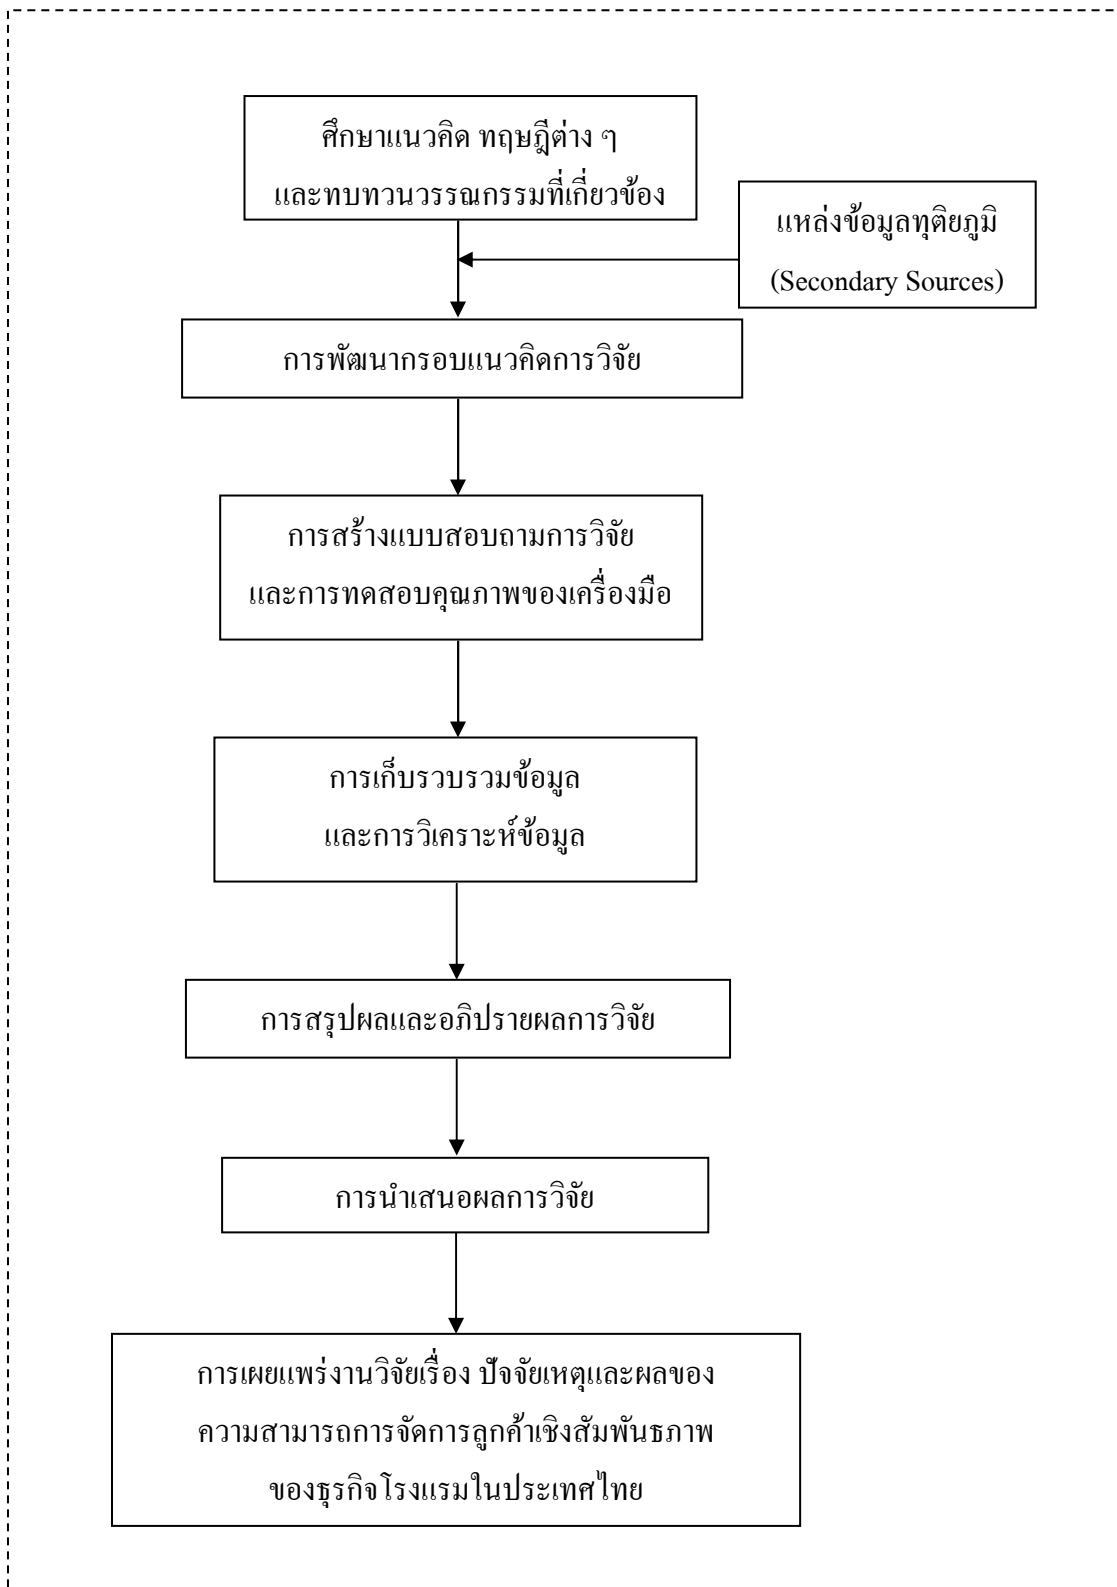 ศึกษาแนวคิด ทฤษฎีต่าง ๆ
และทบทวนวรรณกรรมที่เกี่ยวข้อง
แหล่งข้อมูลทุติยภูมิ
(Secondary Sources)
การพัฒนากรอบแนวคิดการวิจัย
การสร้างแบบสอบถามการวิจัย
และการทดสอบคุณภาพของเครื่องมือ
การเก็บรวบรวมข้อมูล
และการวิเคราะห์ข้อมูล
การสรุปผลและอภิปรายผลการวิจัย
การนำเสนอผลการวิจัย
การเผยแพร่งานวิจัยเรื่อง ปัจจัยเหตุและผลของ
ความสามารถการจัดการลูกค้าเชิงสัมพันธภาพ
ของธุรกิจโรงแรมในประเทศไทย